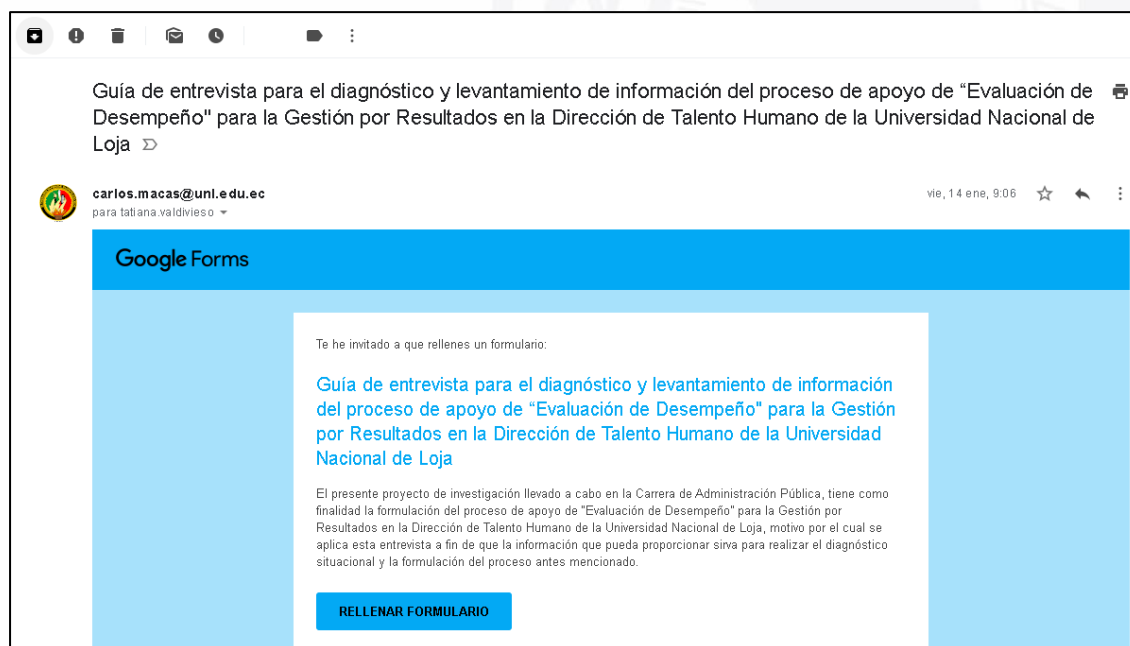 Guía de entrevista para el diagnóstico y levantamiento de información del proceso de apoyo de “Evaluación de
Desempeño" para la Gestión por Resultados en la Dirección de Talento Humano de la Universidad Nacional de
Loja
carlos.macas@unl.edu.ec
vie, 14 ene, 9:06
para tatiana.valdivieso
Google Forms
Te he invitado a que rellenes un formulario:
Guía de entrevista para el diagnóstico y levantamiento de información
del proceso de apoyo de “Evaluación de Desempeño" para la Gestión
por Resultados en la Dirección de Talento Humano de la Universidad
Nacional de Loja
El presente proyecto de investigación llevado a cabo en la Carrera de Administración Pública, tiene como
finalidad la formulación del proceso de apoyo de "Evaluación de Desempeño" para la Gestión por
Resultados en la Dirección de Talento Humano de la Universidad Nacional de Loja, motivo por el cual se
aplica esta entrevista a fin de que la información que pueda proporcionar sirva para realizar el diagnóstico
situacional y la formulación del proceso antes mencionado.
RELLENAR FORMULARIO